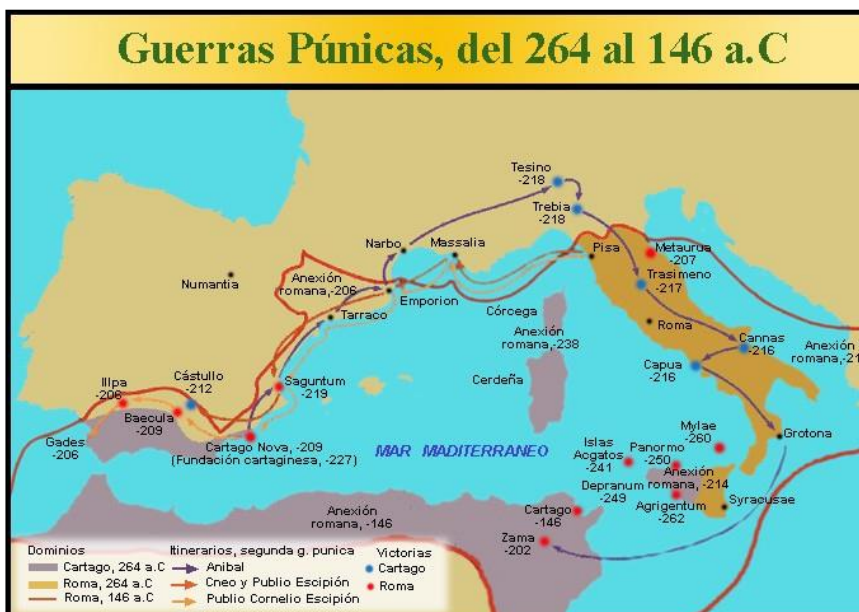 Guerras Púnicas, del 264 al 146 a.C
Tesino
-218
Trebia
-218
Narbo
Massalia
Pisa
Metaurua
-207
Numantia
Anexión
romana,-206
Emporion
Trasimeno
-217
Tarraco
Córcega
Roma
Anexión
romana,-238
Cannas
-216
Anexión
romana,-21
Cerdeña
Capua
-216
Illpa
-206
Cástullo
-212
Saguntum
-219
Baecula
-209
Gades
-206
Cartago Nova, -209
(Fundación cartaginesa, -227)
MAR MADITERRANEO
Mylae
-260
Grotona
Islas
Acgatos
-241
Panormo
-250
Anexión
romana, -214
Depranum
-249
Syracusae
Agrigentum
-262
Anexión
romana,-146
Cartago
-146
Zama
-202
Dominios
Cartago, 264 a.C
Roma, 264 a.C
Roma, 146 a.C
Itinerarios, segunda g. punica
Anibal
Cneo y Publio Escipión
Publio Cornelio Escipión
Victorias
Cartago
Roma